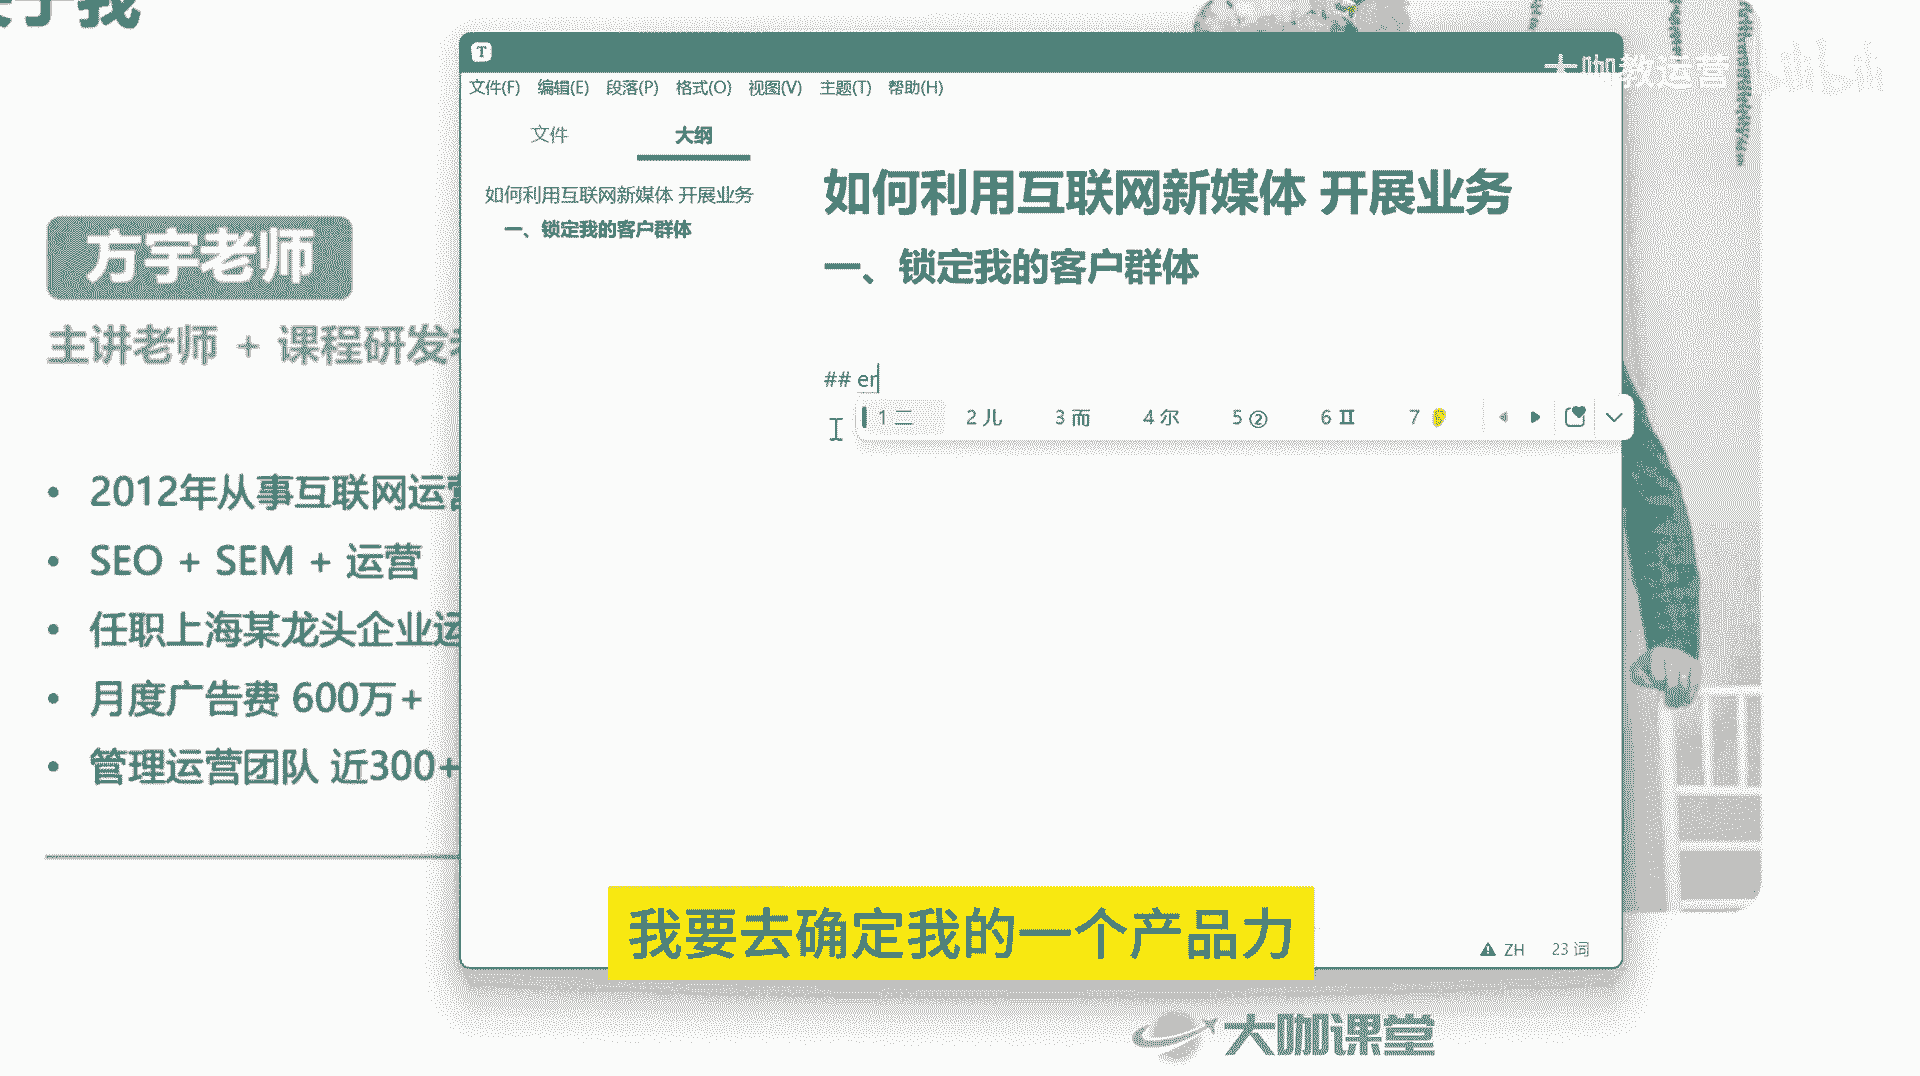 关于我
方宇老师
主讲老师 + 课程研发
2012年从事互联网运营
SEO + SEM + 运营
任职上海某龙头企业运
月度广告费 600万+
管理运营团队 近300+
T
文件(F) 编辑(E) 段落(P) 格式(O) 视图(V) 主题(T) 帮助(H)
文件 大纲
如何利用互联网新媒体 开展业务
一、锁定我的客户群体
如何利用互联网新媒体 开展业务
一、锁定我的客户群体
## er
1 二 2 儿 3 而 4 尔 5 ② 6 Ⅱ 7 👂
ZH 23 词
我要去确定我的一个产品力
大咖教运营 bilibili
大咖课堂